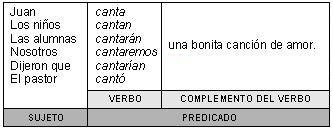 Juan canta
Los niños cantan
Las alumnas cantarán
Nosotros cantaremos
Dijeron que cantarían
El pastor cantó
una bonita canción de amor.
VERBO COMPLEMENTO DEL VERBO
SUJETO PREDICADO